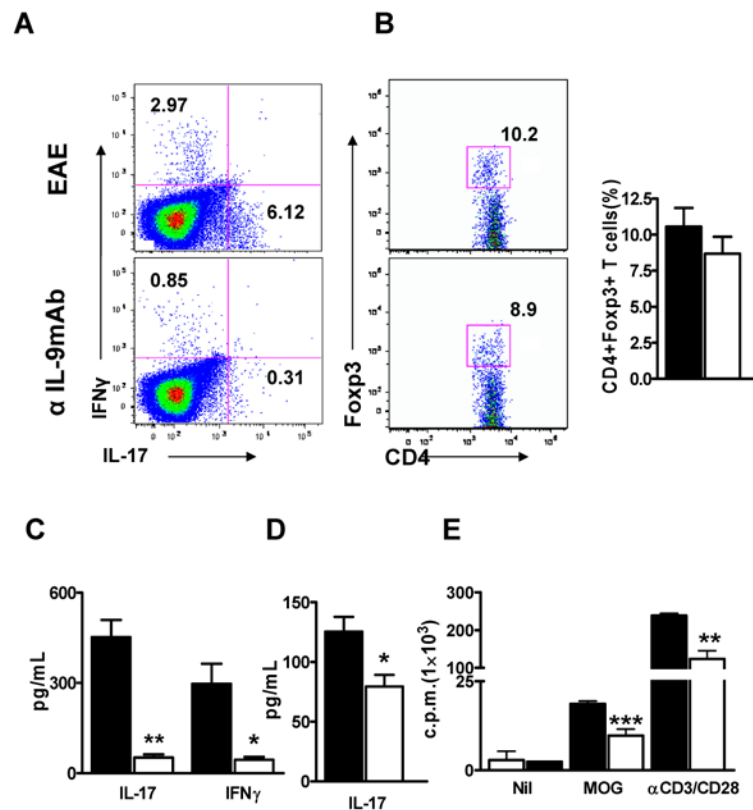 A
B
EAE
2.97
6.12
α IL-9mAb
0.85
0.31
IFNγ
IL-17
10.2
8.9
Foxp3
CD4
CD4+Foxp3+ T cells(%)
12.5
10.0
7.5
5.0
2.5
0.0
C
D
E
pg/mL
600
300
0
**
*
IL-17
IFNγ
pg/mL
150
100
50
0
*
IL-17
c.p.m.(1×10³)
300
200
100
25
0
***
**
Nil
MOG
αCD3/CD28